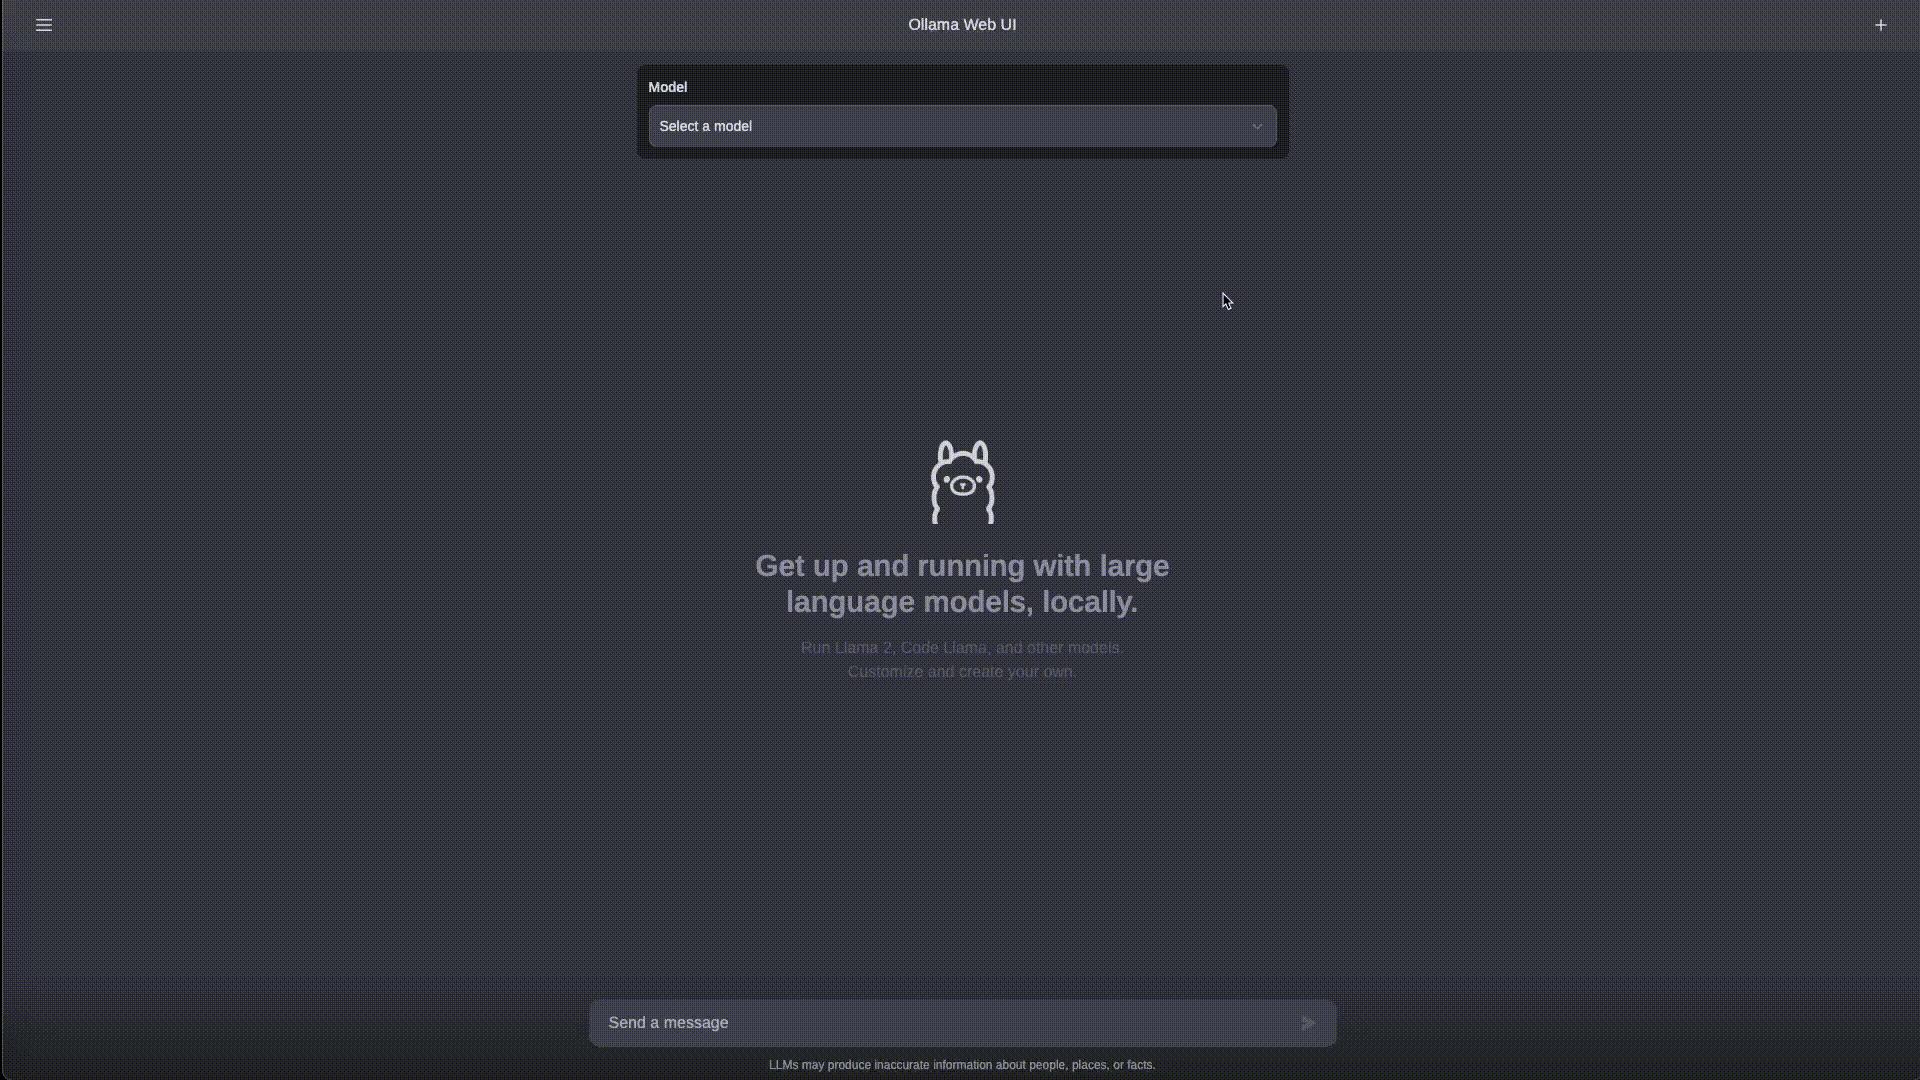 Ollama Web UI
Model
Select a model
Get up and running with large
language models, locally.
Run Llama 2, Code Llama, and other models.
Customize and create your own.
Send a message
LLMs may produce inaccurate information about people, places, or facts.